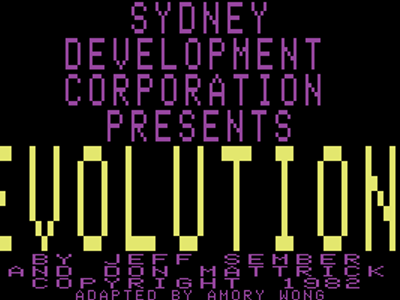 SYDNEY
DEVELOPMENT
CORPORATION
PRESENTS
EVOLUTION
BY JEFF SEMBER
AND DON MATTRICK
COPYRIGHT 1982
ADAPTED BY AMORY WONG